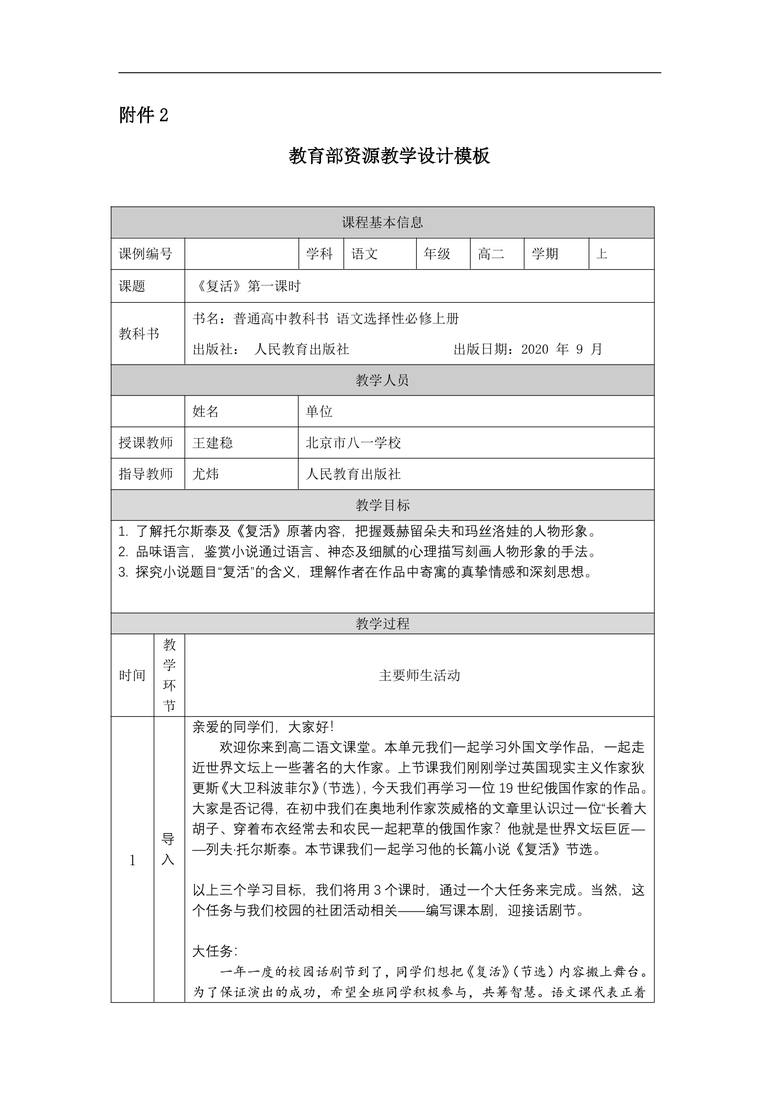 附件 2
教育部资源教学设计模板
课程基本信息
课例编号 学科 语文 年级 高二 学期 上
课题 《复活》第一课时
教科书
书名：普通高中教科书 语文选择性必修上册
出版社： 人民教育出版社 出版日期：2020 年 9 月
教学人员
姓名 单位
授课教师 王建稳 北京市八一学校
指导教师 尤炜 人民教育出版社
教学目标
1. 了解托尔斯泰及《复活》原著内容，把握聂赫留朵夫和玛丝洛娃的人物形象。
2. 品味语言，鉴赏小说通过语言、神态及细腻的心理描写刻画人物形象的手法。
3. 探究小说题目“复活”的含义，理解作者在作品中寄寓的真挚情感和深刻思想。
教学过程
时间
教
学
环
节
主要师生活动
1
导
入
亲爱的同学们，大家好！
欢迎你来到高二语文课堂。本单元我们一起学习外国文学作品，一起走
近世界文坛上一些著名的大作家。上节课我们刚刚学过英国现实主义作家狄
更斯《大卫科波菲尔》（节选），今天我们再学习一位 19 世纪俄国作家的作品。
大家是否记得，在初中我们在奥地利作家茨威格的文章里认识过一位“长着大
胡子、穿着布衣经常去和农民一起耙草的俄国作家？他就是世界文坛巨匠—
—列夫·托尔斯泰。本节课我们一起学习他的长篇小说《复活》节选。
以上三个学习目标，我们将用 3 个课时，通过一个大任务来完成。当然，这
个任务与我们校园的社团活动相关——编写课本剧，迎接话剧节。
大任务：
一年一度的校园话剧节到了，同学们想把《复活》（节选）内容搬上舞台。
为了保证演出的成功，希望全班同学积极参与，共筹智慧。语文课代表正着